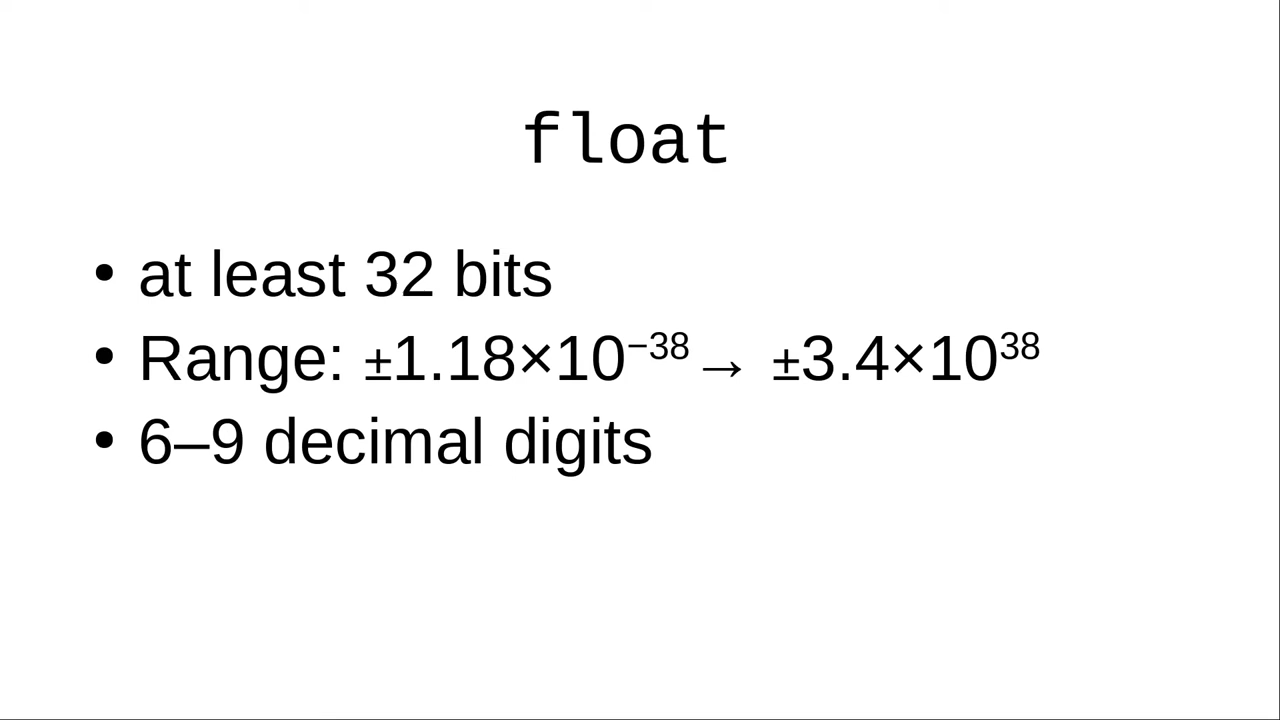 float
• at least 32 bits
• Range: ±1.18×10⁻³⁸→ ±3.4×10³⁸
• 6–9 decimal digits